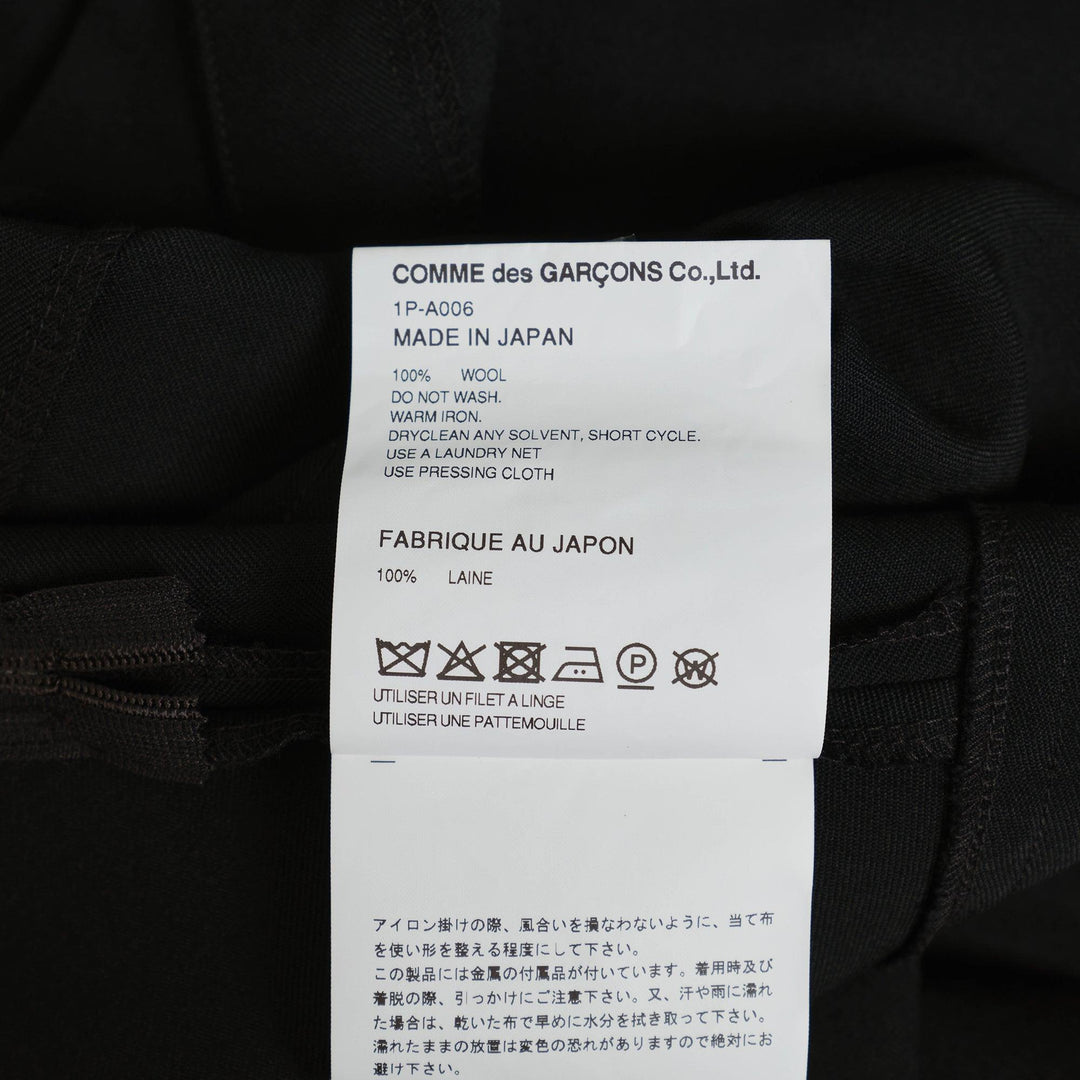 COMME des GARÇONS Co.,Ltd.
1P-A006
MADE IN JAPAN
100% WOOL
DO NOT WASH.
WARM IRON.
DRYCLEAN ANY SOLVENT, SHORT CYCLE.
USE A LAUNDRY NET
USE PRESSING CLOTH
FABRIQUE AU JAPON
100% LAINE
P W
UTILISER UN FILET A LINGE
UTILISER UNE PATTEMOUILLE
アイロン掛けの際、風合いを損なわないように、当て布
を使い形を整える程度にして下さい。
この製品には金属の付属品が付いています。着用時及び
着脱の際、引っかけにご注意下さい。又、汗や雨に濡れ
た場合は、乾いた布で早めに水分を拭き取って下さい。
濡れたままの放置は変色の恐れがありますので絶対にお
避け下さい。